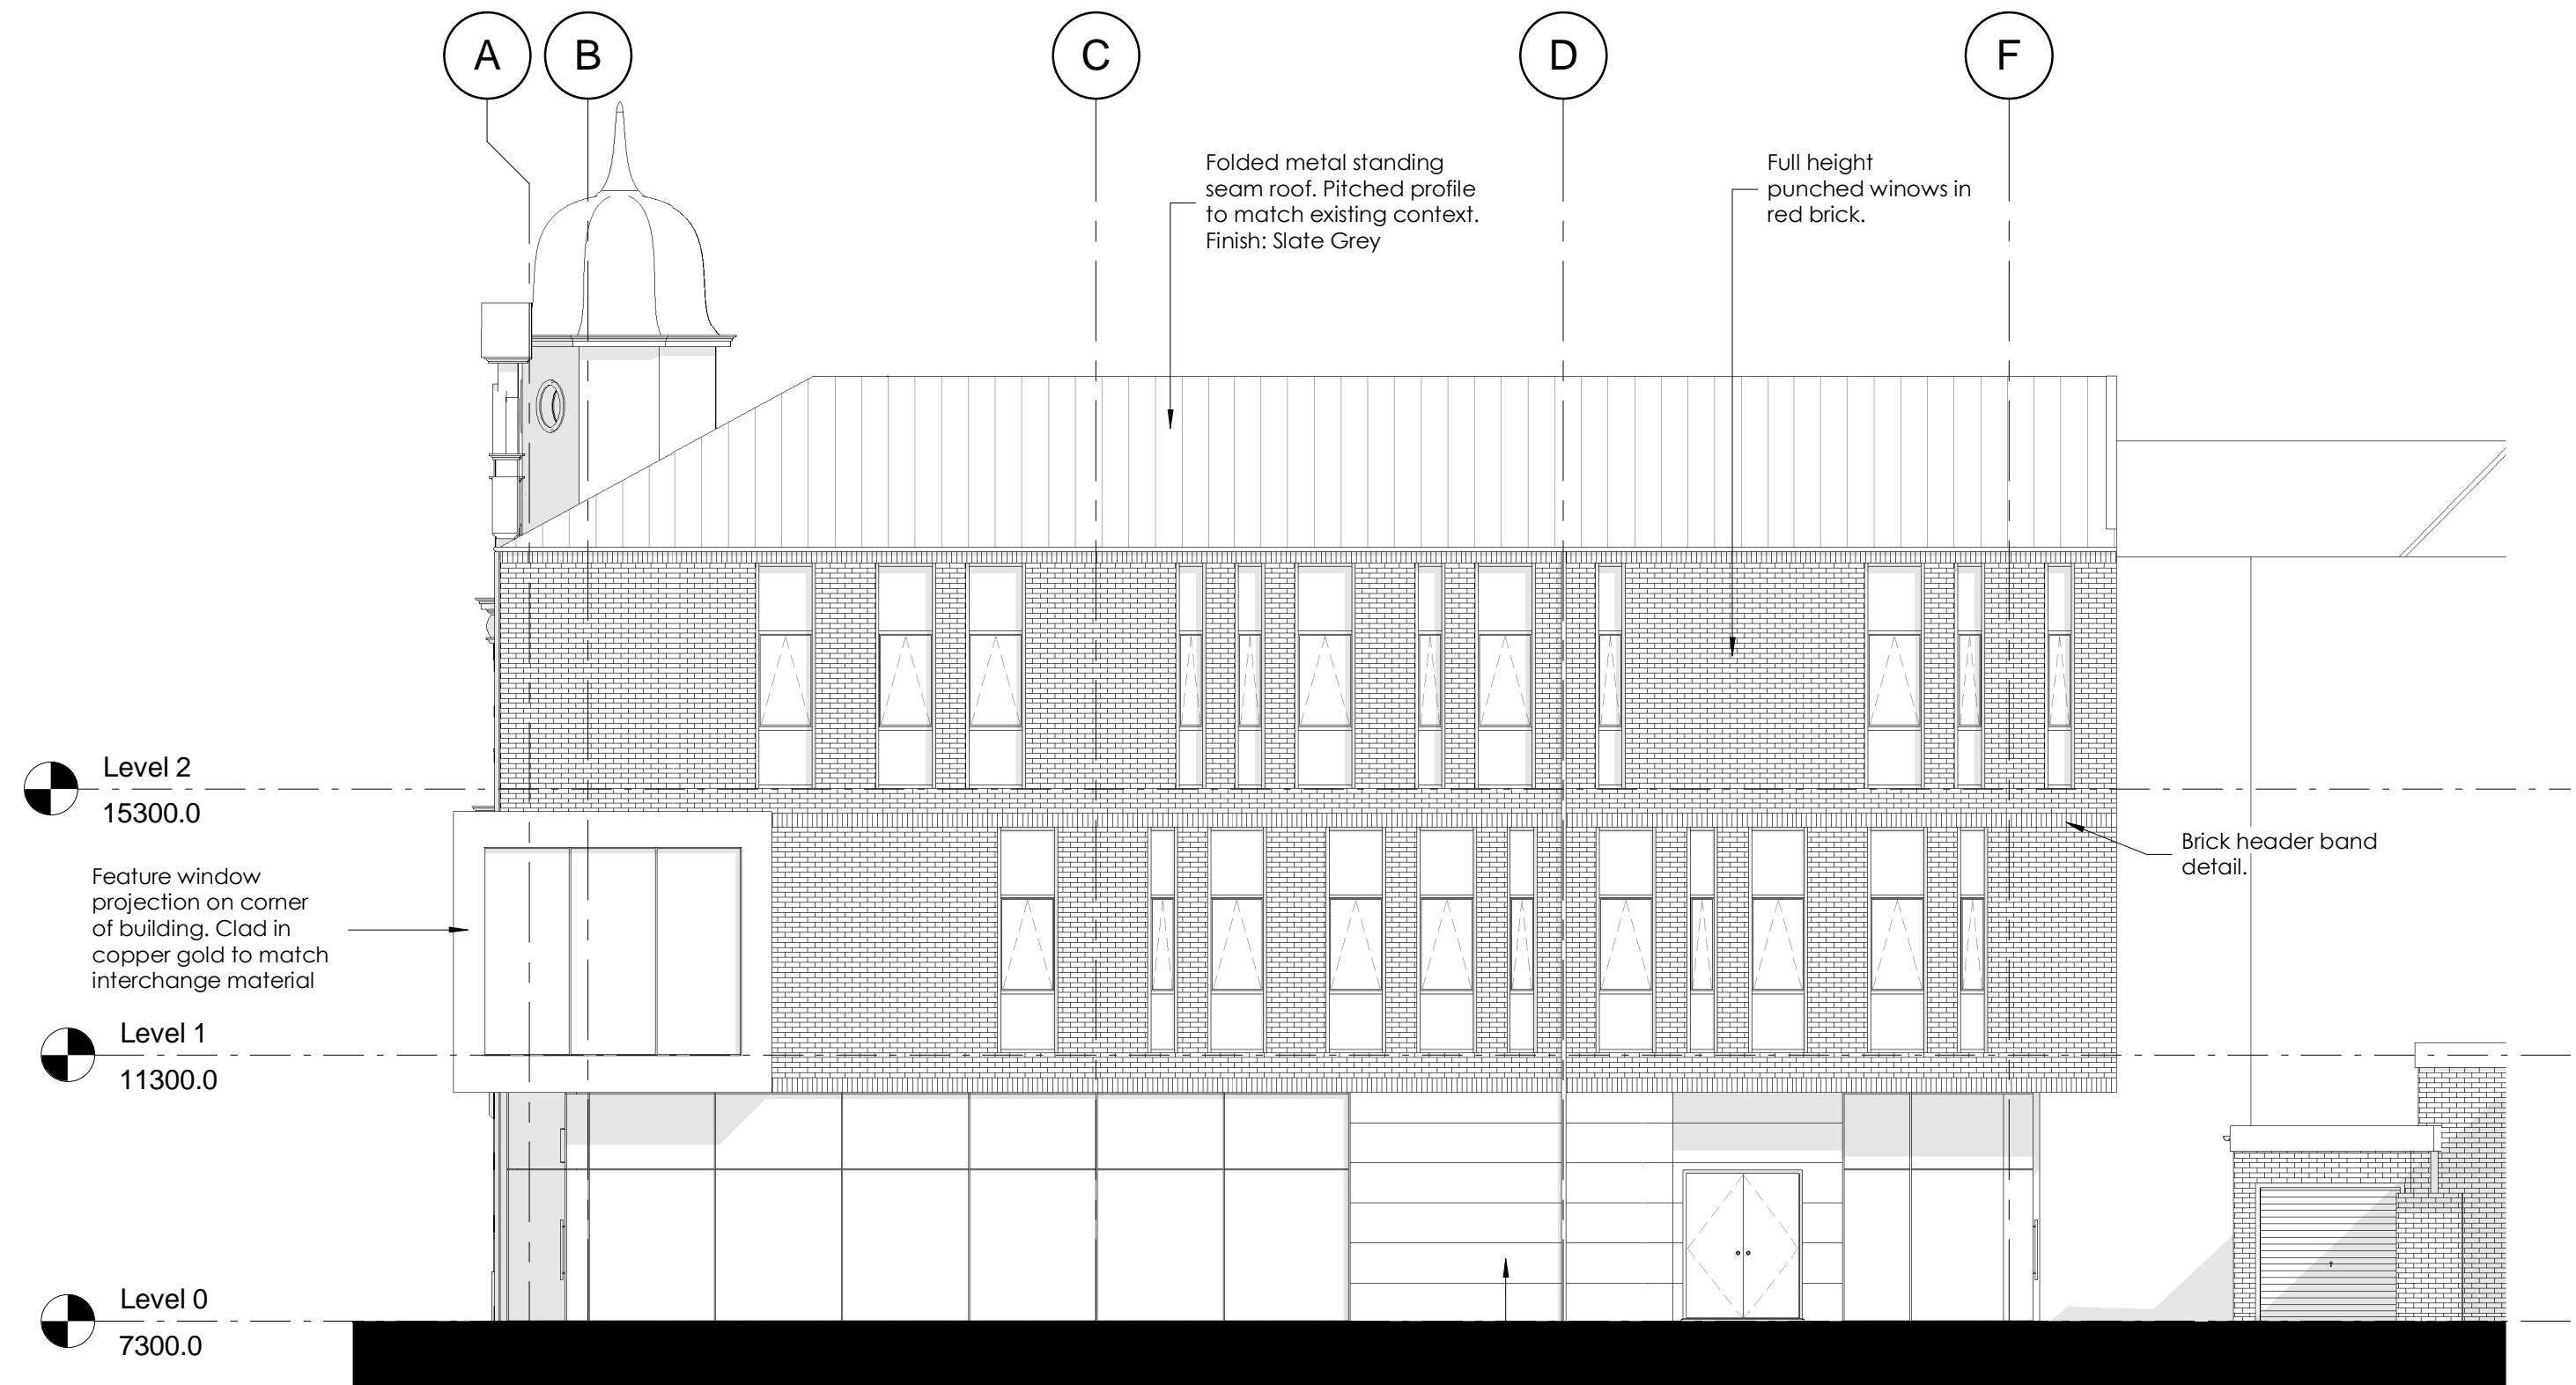 A
B
C
D
F
Folded metal standing
seam roof. Pitched profile
to match existing context.
Finish: Slate Grey
Full height
punched winows in
red brick.
Level 2
15300.0
Brick header band
detail.
Feature window
projection on corner
of building. Clad in
copper gold to match
interchange material
Level 1
11300.0
Level 0
7300.0